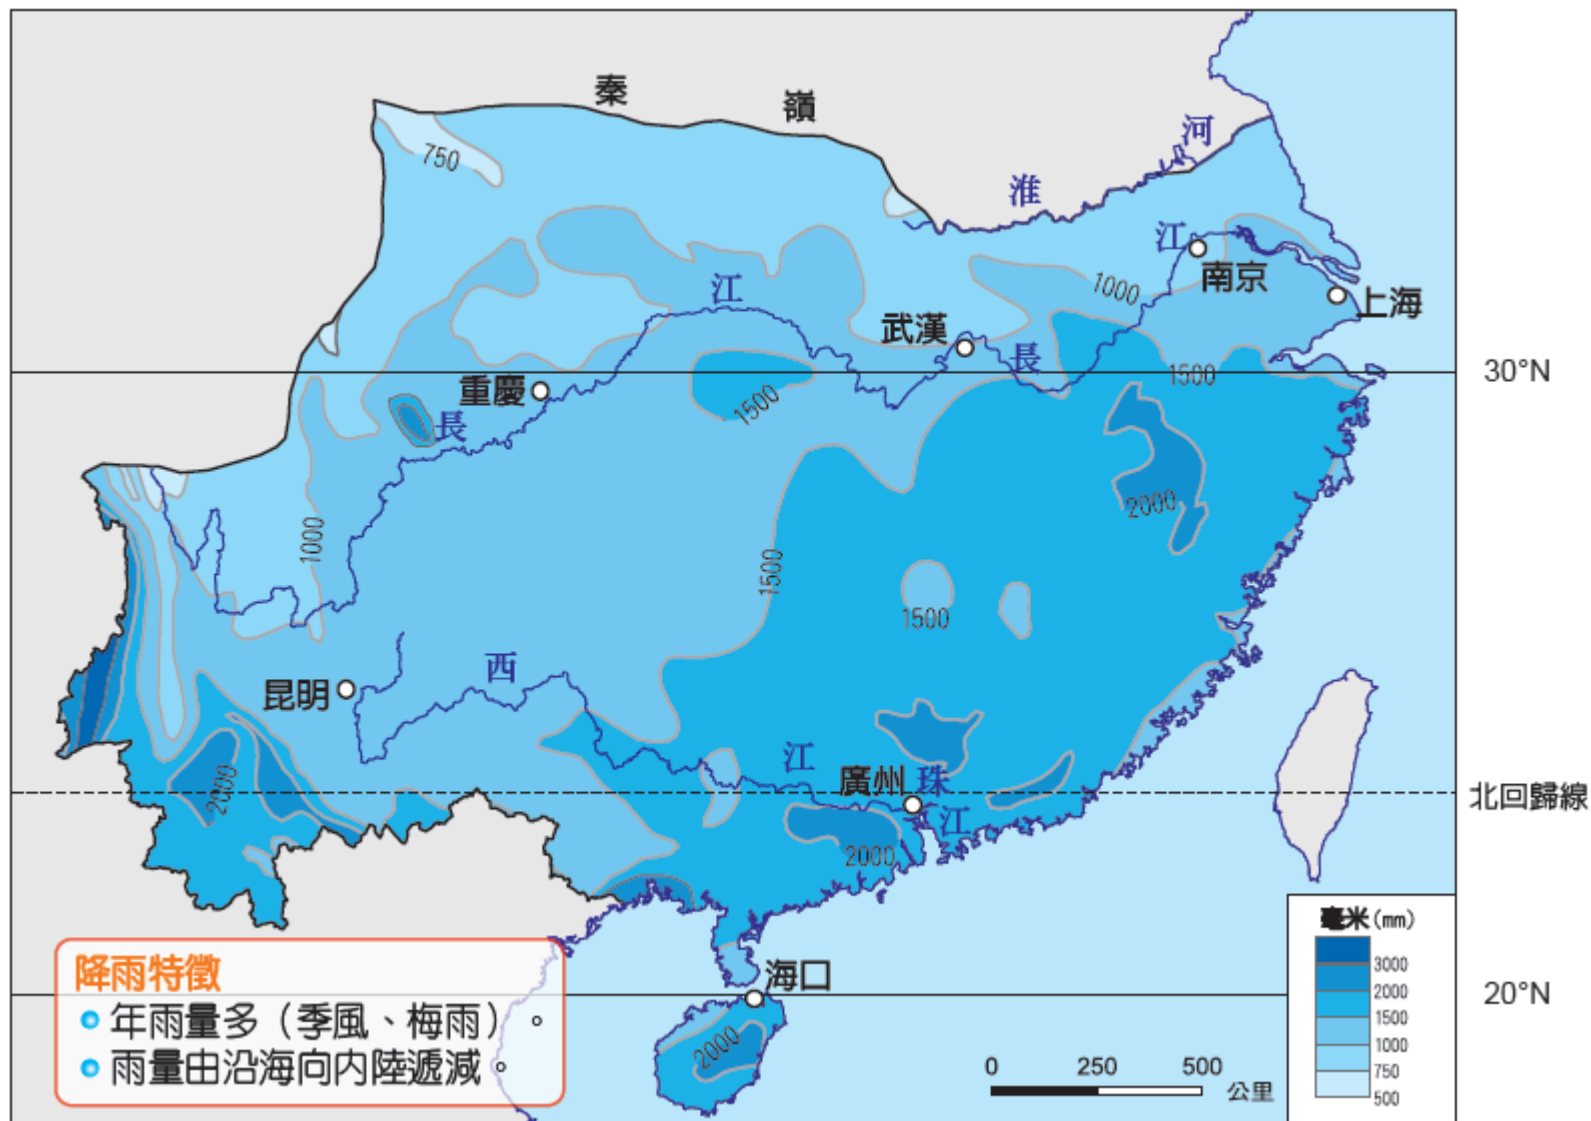 秦
嶺
河
淮
750
江
南京
1000
上海
江
武漢
長
30°N
重慶
1500
1500
長
2000
1000
1500
1500
西
昆明
江
廣州
珠
北回歸線
2000
江
2000
毫米(mm)
3000
2000
1500
1000
750
500
降雨特徵
年雨量多（季風、梅雨）。
雨量由沿海向內陸遞減。
海口
20°N
2000
0 250 500
公里